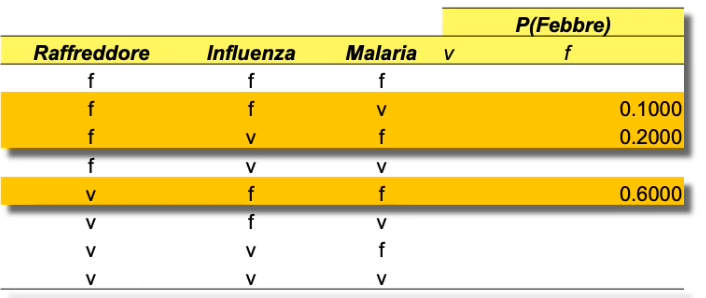 P(Febbre)
Raffreddore Influenza Malaria v f
f f f
f f v 0.1000
f v f 0.2000
f v v
v f f 0.6000
v f v
v v f
v v v